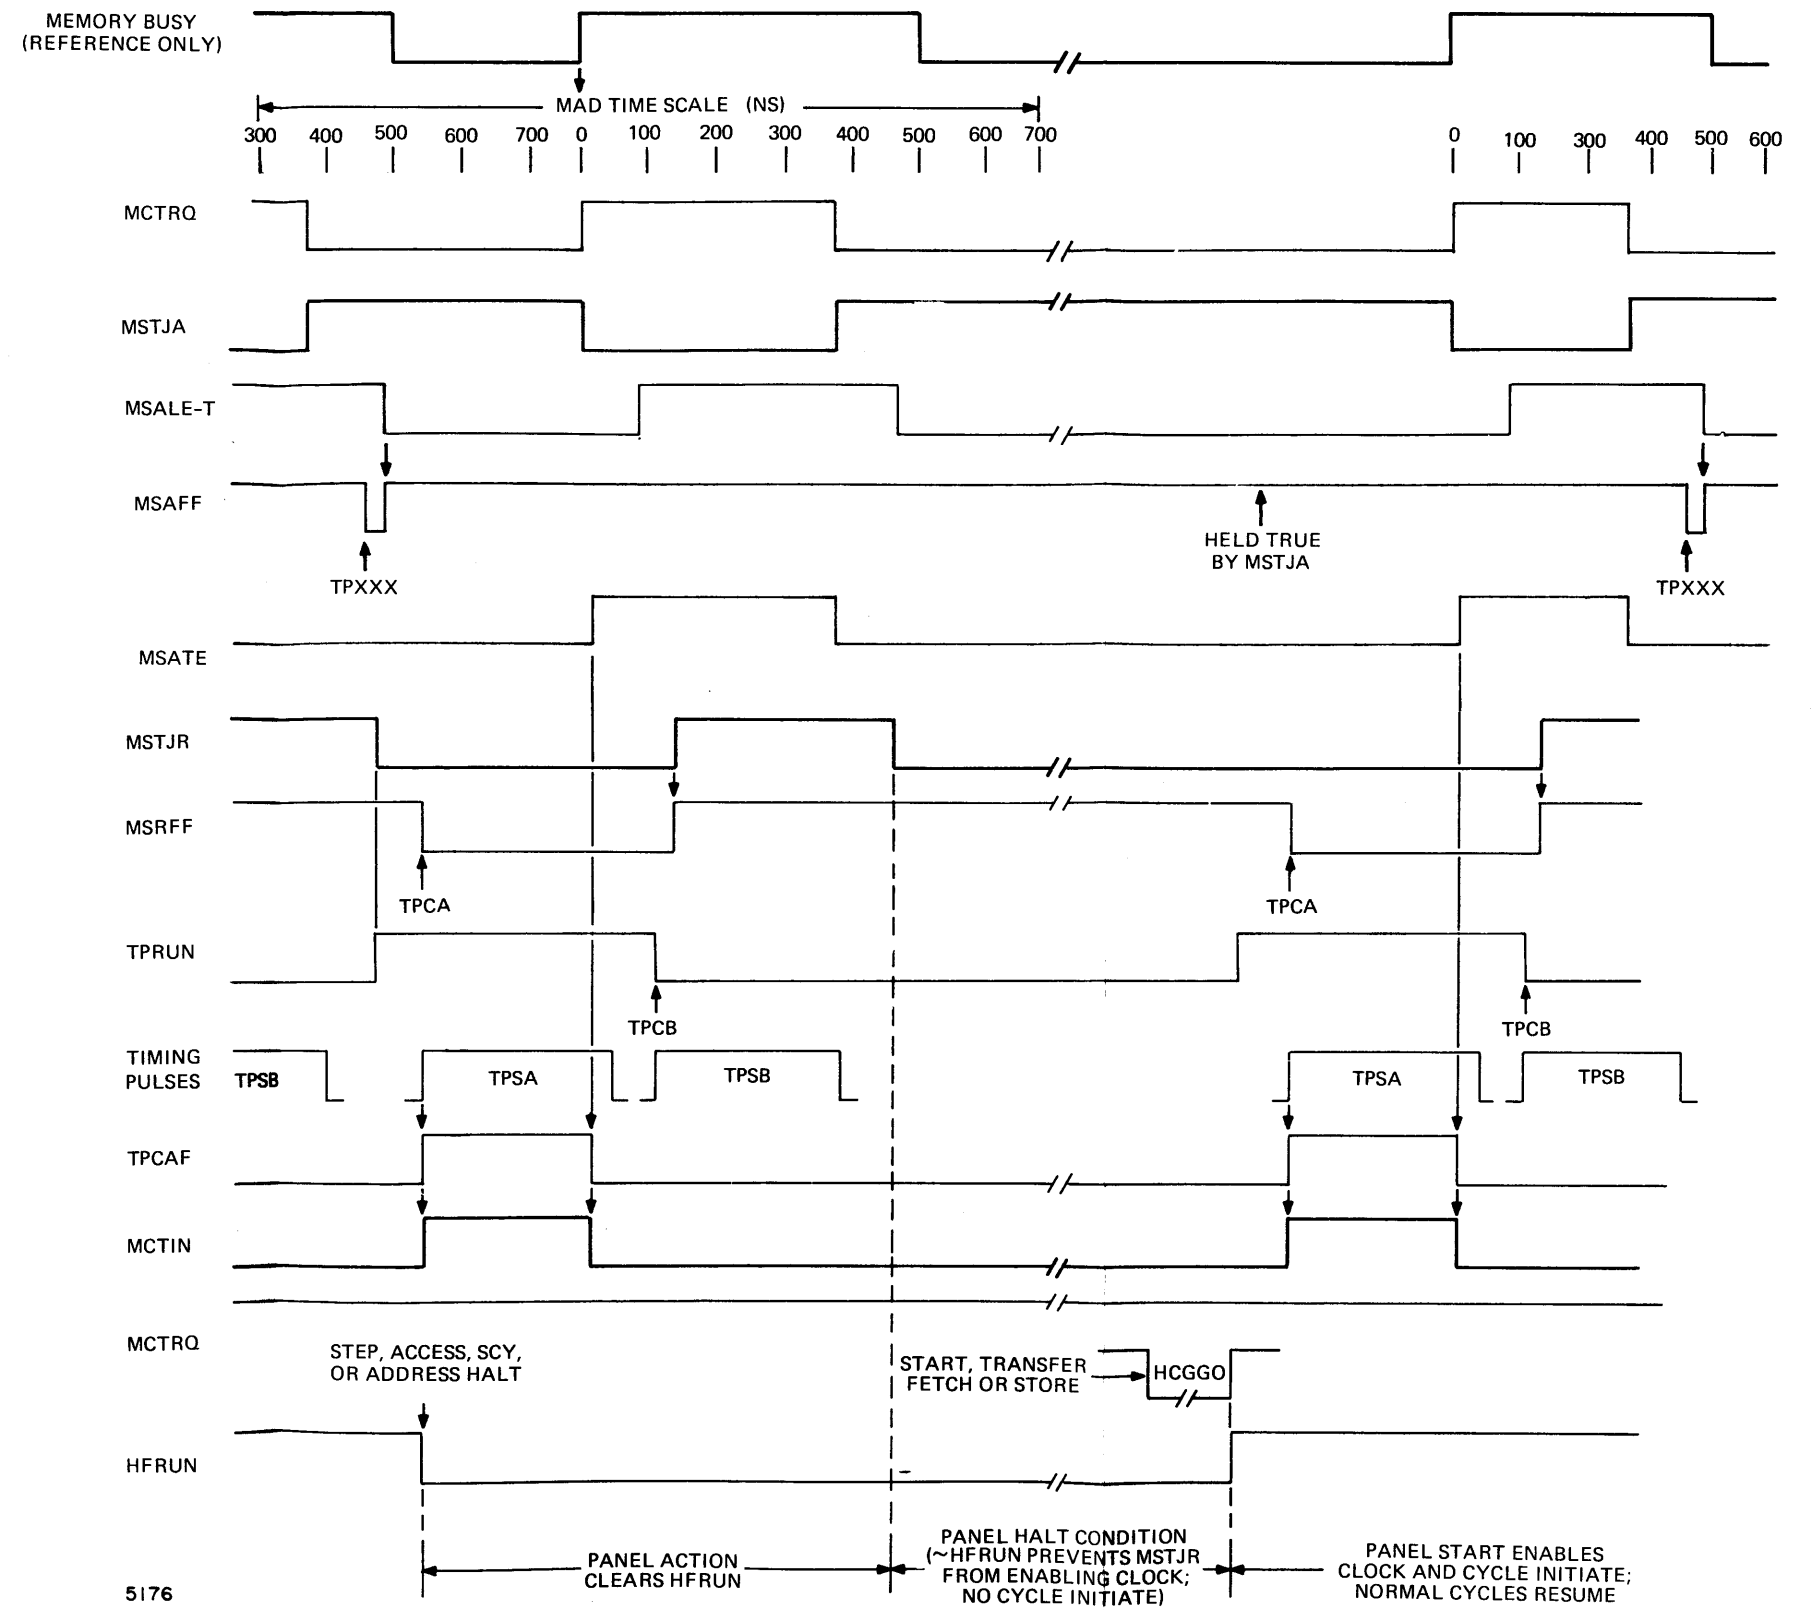 MEMORY BUSY
(REFERENCE ONLY)
MAD TIME SCALE (NS)
300 400 500 600 700 0 100 200 300 400 500 600 700 0 100 300 400 500 600
MCTRQ
MSTJA
MSALE-T
MSAFF
HELD TRUE
BY MSTJA
TPXXX TPXXX
MSATE
MSTJR
MSRFF
TPCA TPCA
TPRUN
TPCB TPCB
TIMING
PULSES
TPSB TPSA TPSB TPSA TPSB
TPCAF
MCTIN
MCTRQ
STEP, ACCESS, SCY,
OR ADDRESS HALT
START, TRANSFER
FETCH OR STORE
HCGGO
HFRUN
PANEL ACTION
CLEARS HFRUN
PANEL HALT CONDITION
(~HFRUN PREVENTS MSTJR
FROM ENABLING CLOCK;
NO CYCLE INITIATE)
PANEL START ENABLES
CLOCK AND CYCLE INITIATE;
NORMAL CYCLES RESUME
5176